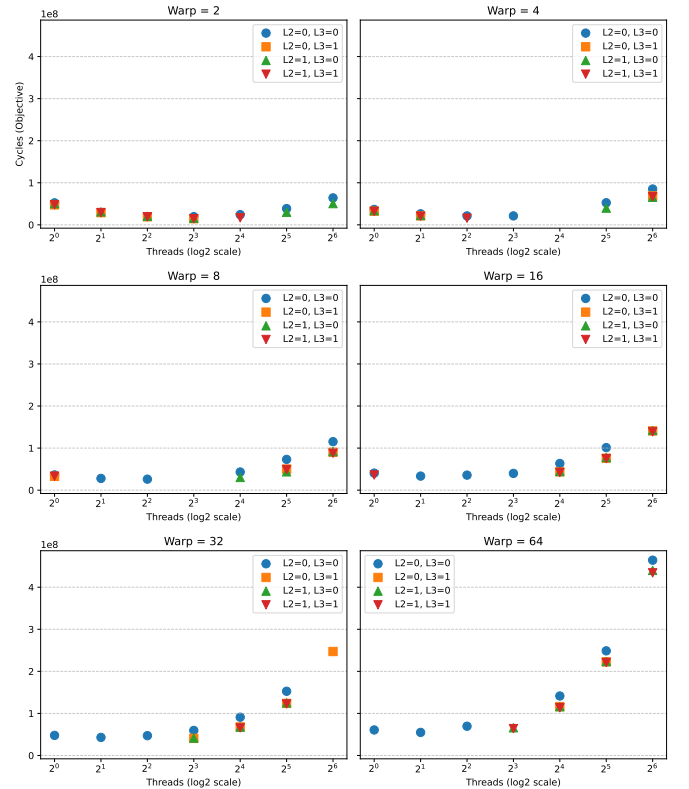 Warp = 2
Warp = 4
1e8
Cycles (Objective)
4
3
2
1
0
L2=0, L3=0
L2=0, L3=1
L2=1, L3=0
L2=1, L3=1
L2=0, L3=0
L2=0, L3=1
L2=1, L3=0
L2=1, L3=1
2^0 2^1 2^2 2^3 2^4 2^5 2^6
2^0 2^1 2^2 2^3 2^4 2^5 2^6
Threads (log2 scale)
Threads (log2 scale)
Warp = 8
Warp = 16
1e8
4
3
2
1
0
L2=0, L3=0
L2=0, L3=1
L2=1, L3=0
L2=1, L3=1
L2=0, L3=0
L2=0, L3=1
L2=1, L3=0
L2=1, L3=1
2^0 2^1 2^2 2^3 2^4 2^5 2^6
2^0 2^1 2^2 2^3 2^4 2^5 2^6
Threads (log2 scale)
Threads (log2 scale)
Warp = 32
Warp = 64
1e8
4
3
2
1
0
L2=0, L3=0
L2=0, L3=1
L2=1, L3=0
L2=1, L3=1
L2=0, L3=0
L2=0, L3=1
L2=1, L3=0
L2=1, L3=1
2^0 2^1 2^2 2^3 2^4 2^5 2^6
2^0 2^1 2^2 2^3 2^4 2^5 2^6
Threads (log2 scale)
Threads (log2 scale)